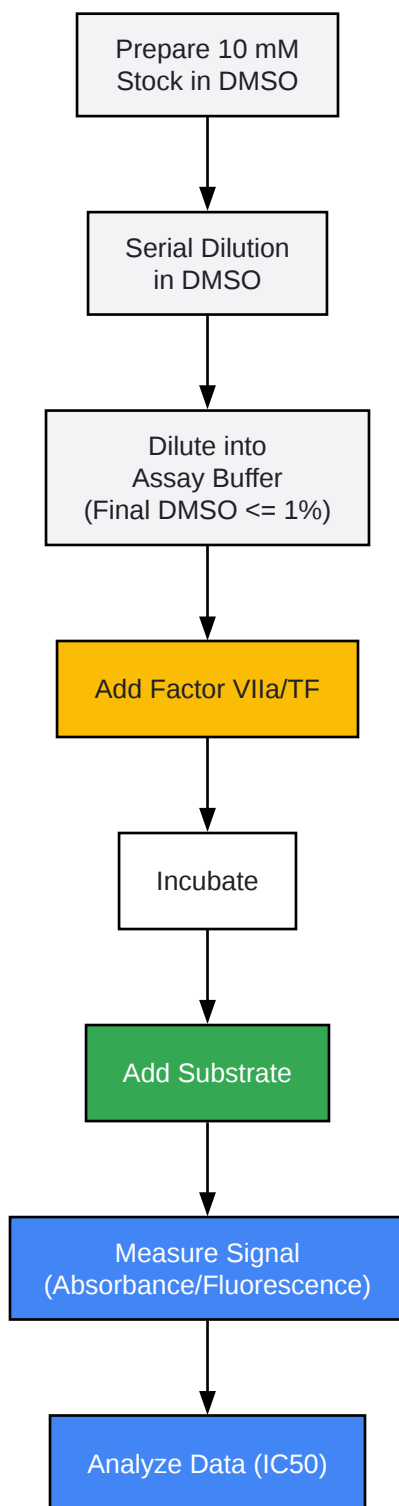 Prepare 10 mM
Stock in DMSO
Serial Dilution
in DMSO
Dilute into
Assay Buffer
(Final DMSO <= 1%)
Add Factor VIIa/TF
Incubate
Add Substrate
Measure Signal
(Absorbance/Fluorescence)
Analyze Data (IC50)